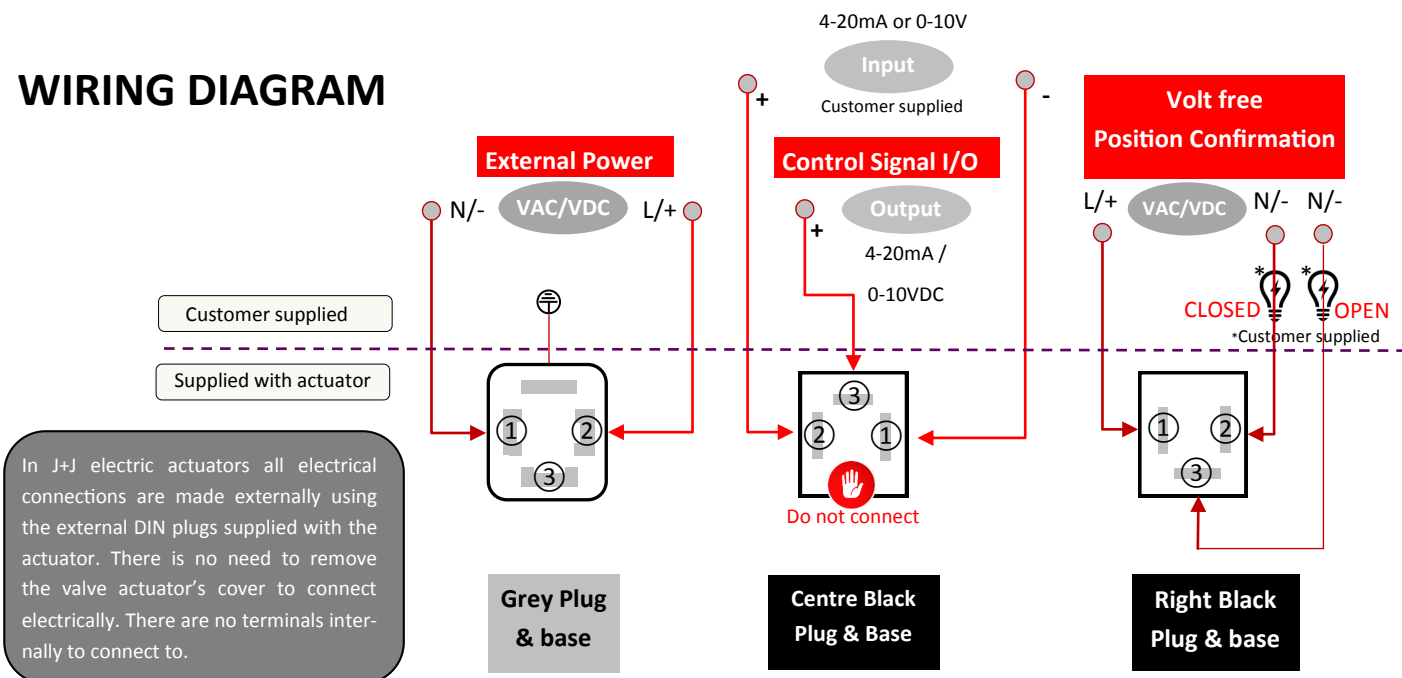 WIRING DIAGRAM
4-20mA or 0-10V
Input
Customer supplied
+
-
External Power
N/-
VAC/VDC
L/+
Control Signal I/O
Output
+
4-20mA /
0-10VDC
Volt free
Position Confirmation
L/+
VAC/VDC
N/-
N/-
*
*
CLOSED
OPEN
*Customer supplied
Customer supplied
Supplied with actuator
1
2
3
3
2
1
Do not connect
1
2
3
In J+J electric actuators all electrical
connections are made externally using
the external DIN plugs supplied with the
actuator. There is no need to remove
the valve actuator’s cover to connect
electrically. There are no terminals inter-
nally to connect to.
Grey Plug
& base
Centre Black
Plug & Base
Right Black
Plug & base